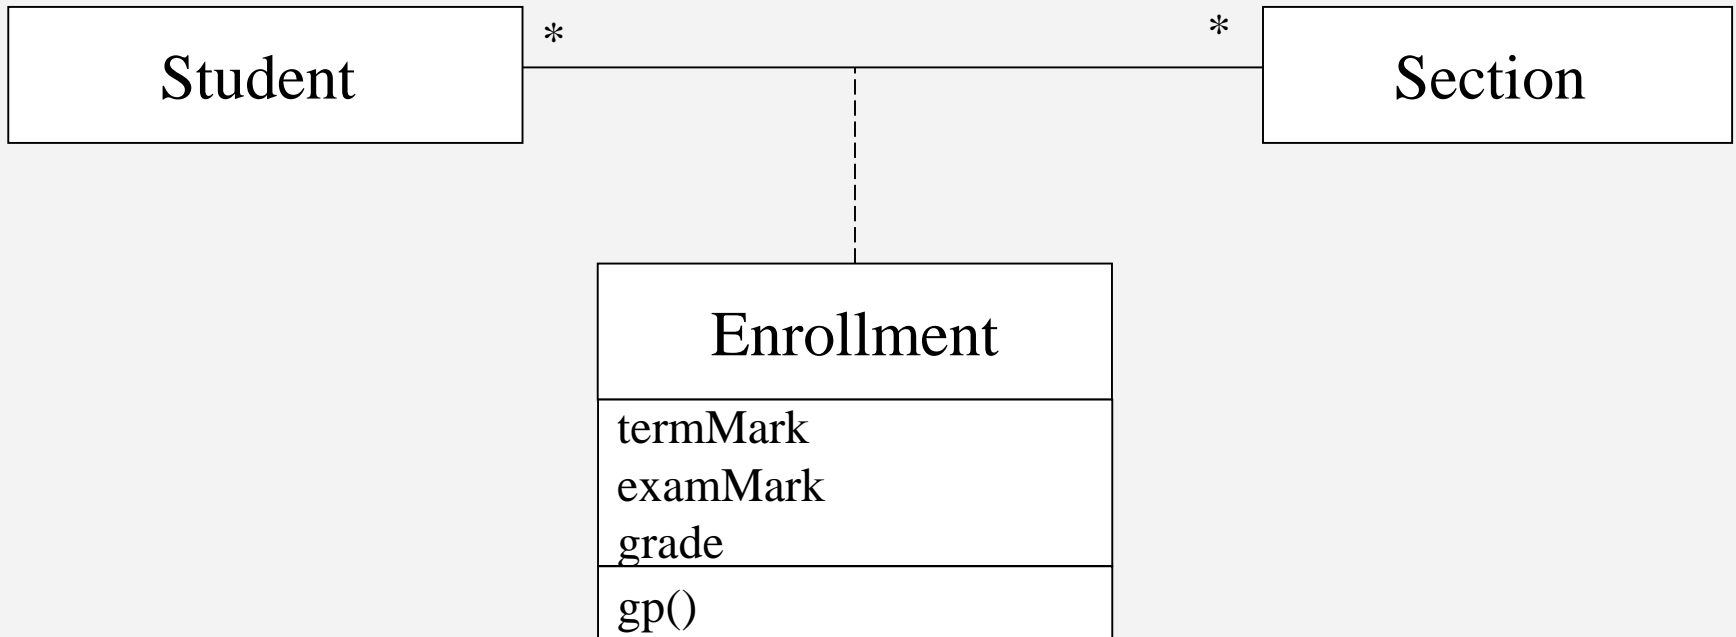 * *
Student Section
Enrollment
termMark
examMark
grade
gp()